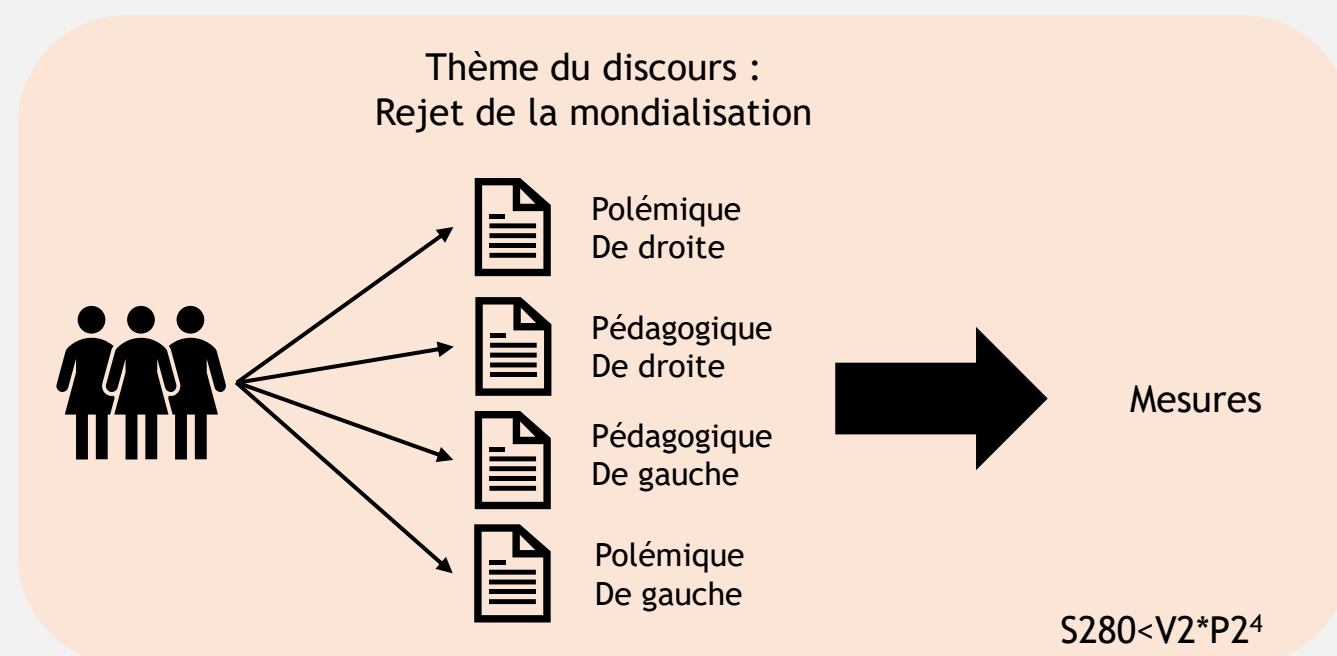 Thème du discours :
Rejet de la mondialisation
Polémique
De droite
Pédagogique
De droite
Pédagogique
De gauche
Polémique
De gauche
Mesures
S280<V2*P2⁴